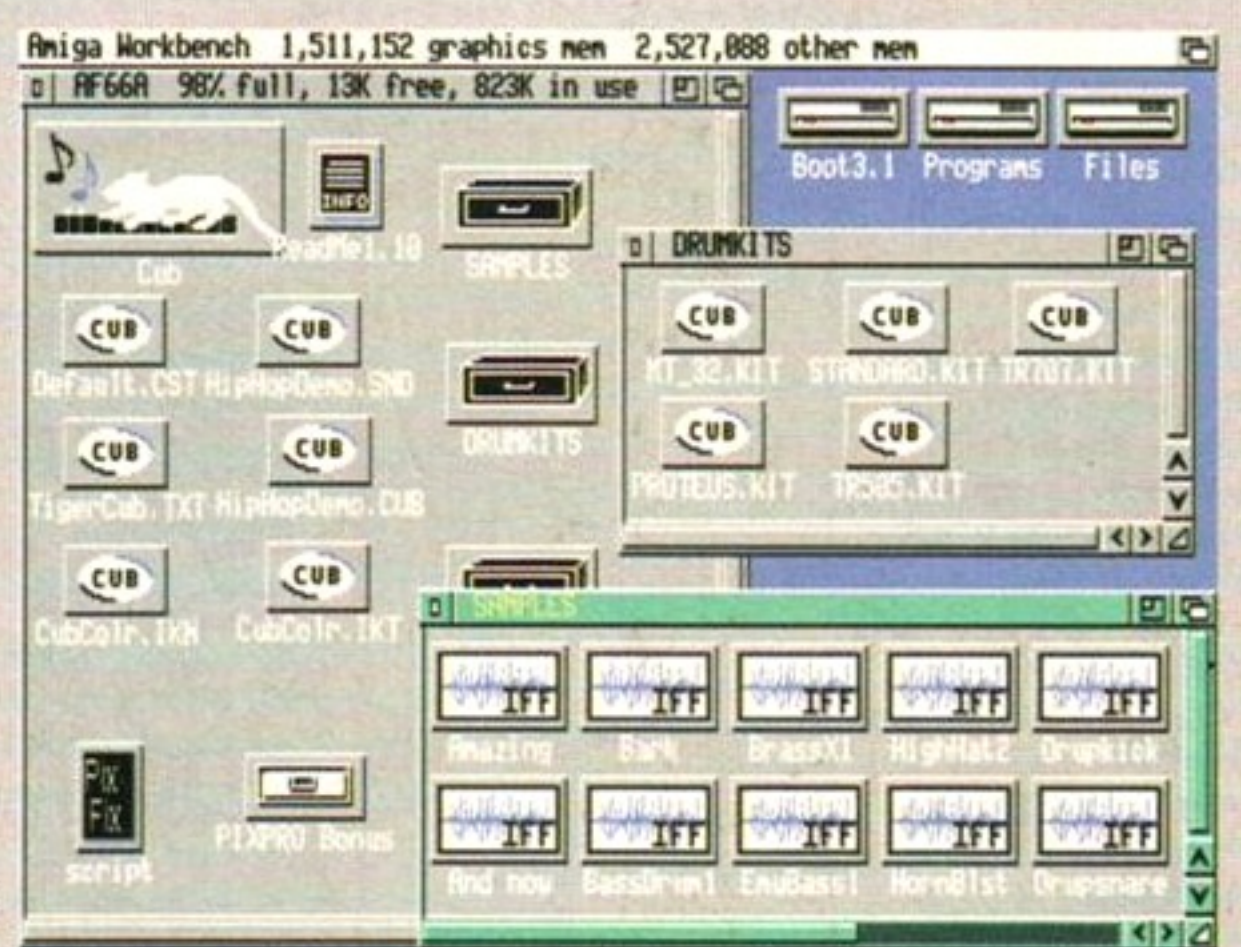 Amiga Workbench 1,511,152 graphics mem 2,527,088 other mem
AF66A 98% full, 13K free, 823K in use
Boot3.1 Programs Files
INFO
Cub
ReadMe1.10
SAMPLES
DRUMKITS
CUB CUB
Default.CST HipHopDemo.SND
DRUMKITS
CUB CUB
TigerCub.TXT HipHopDemo.CUB
CUB CUB
CubColr.IKM CubColr.IKT
CUB CUB CUB
MT_32.KIT STANDARD.KIT TR707.KIT
CUB CUB
PROTEUS.KIT TR505.KIT
SAMPLES
IFF IFF IFF IFF IFF
Amazing Bark BrassX1 HighHat2
IFF IFF IFF IFF IFF
And now BassDrum1 EmuBass1 HornBlst
PIX
FIX
script
PIXPRO Bonus